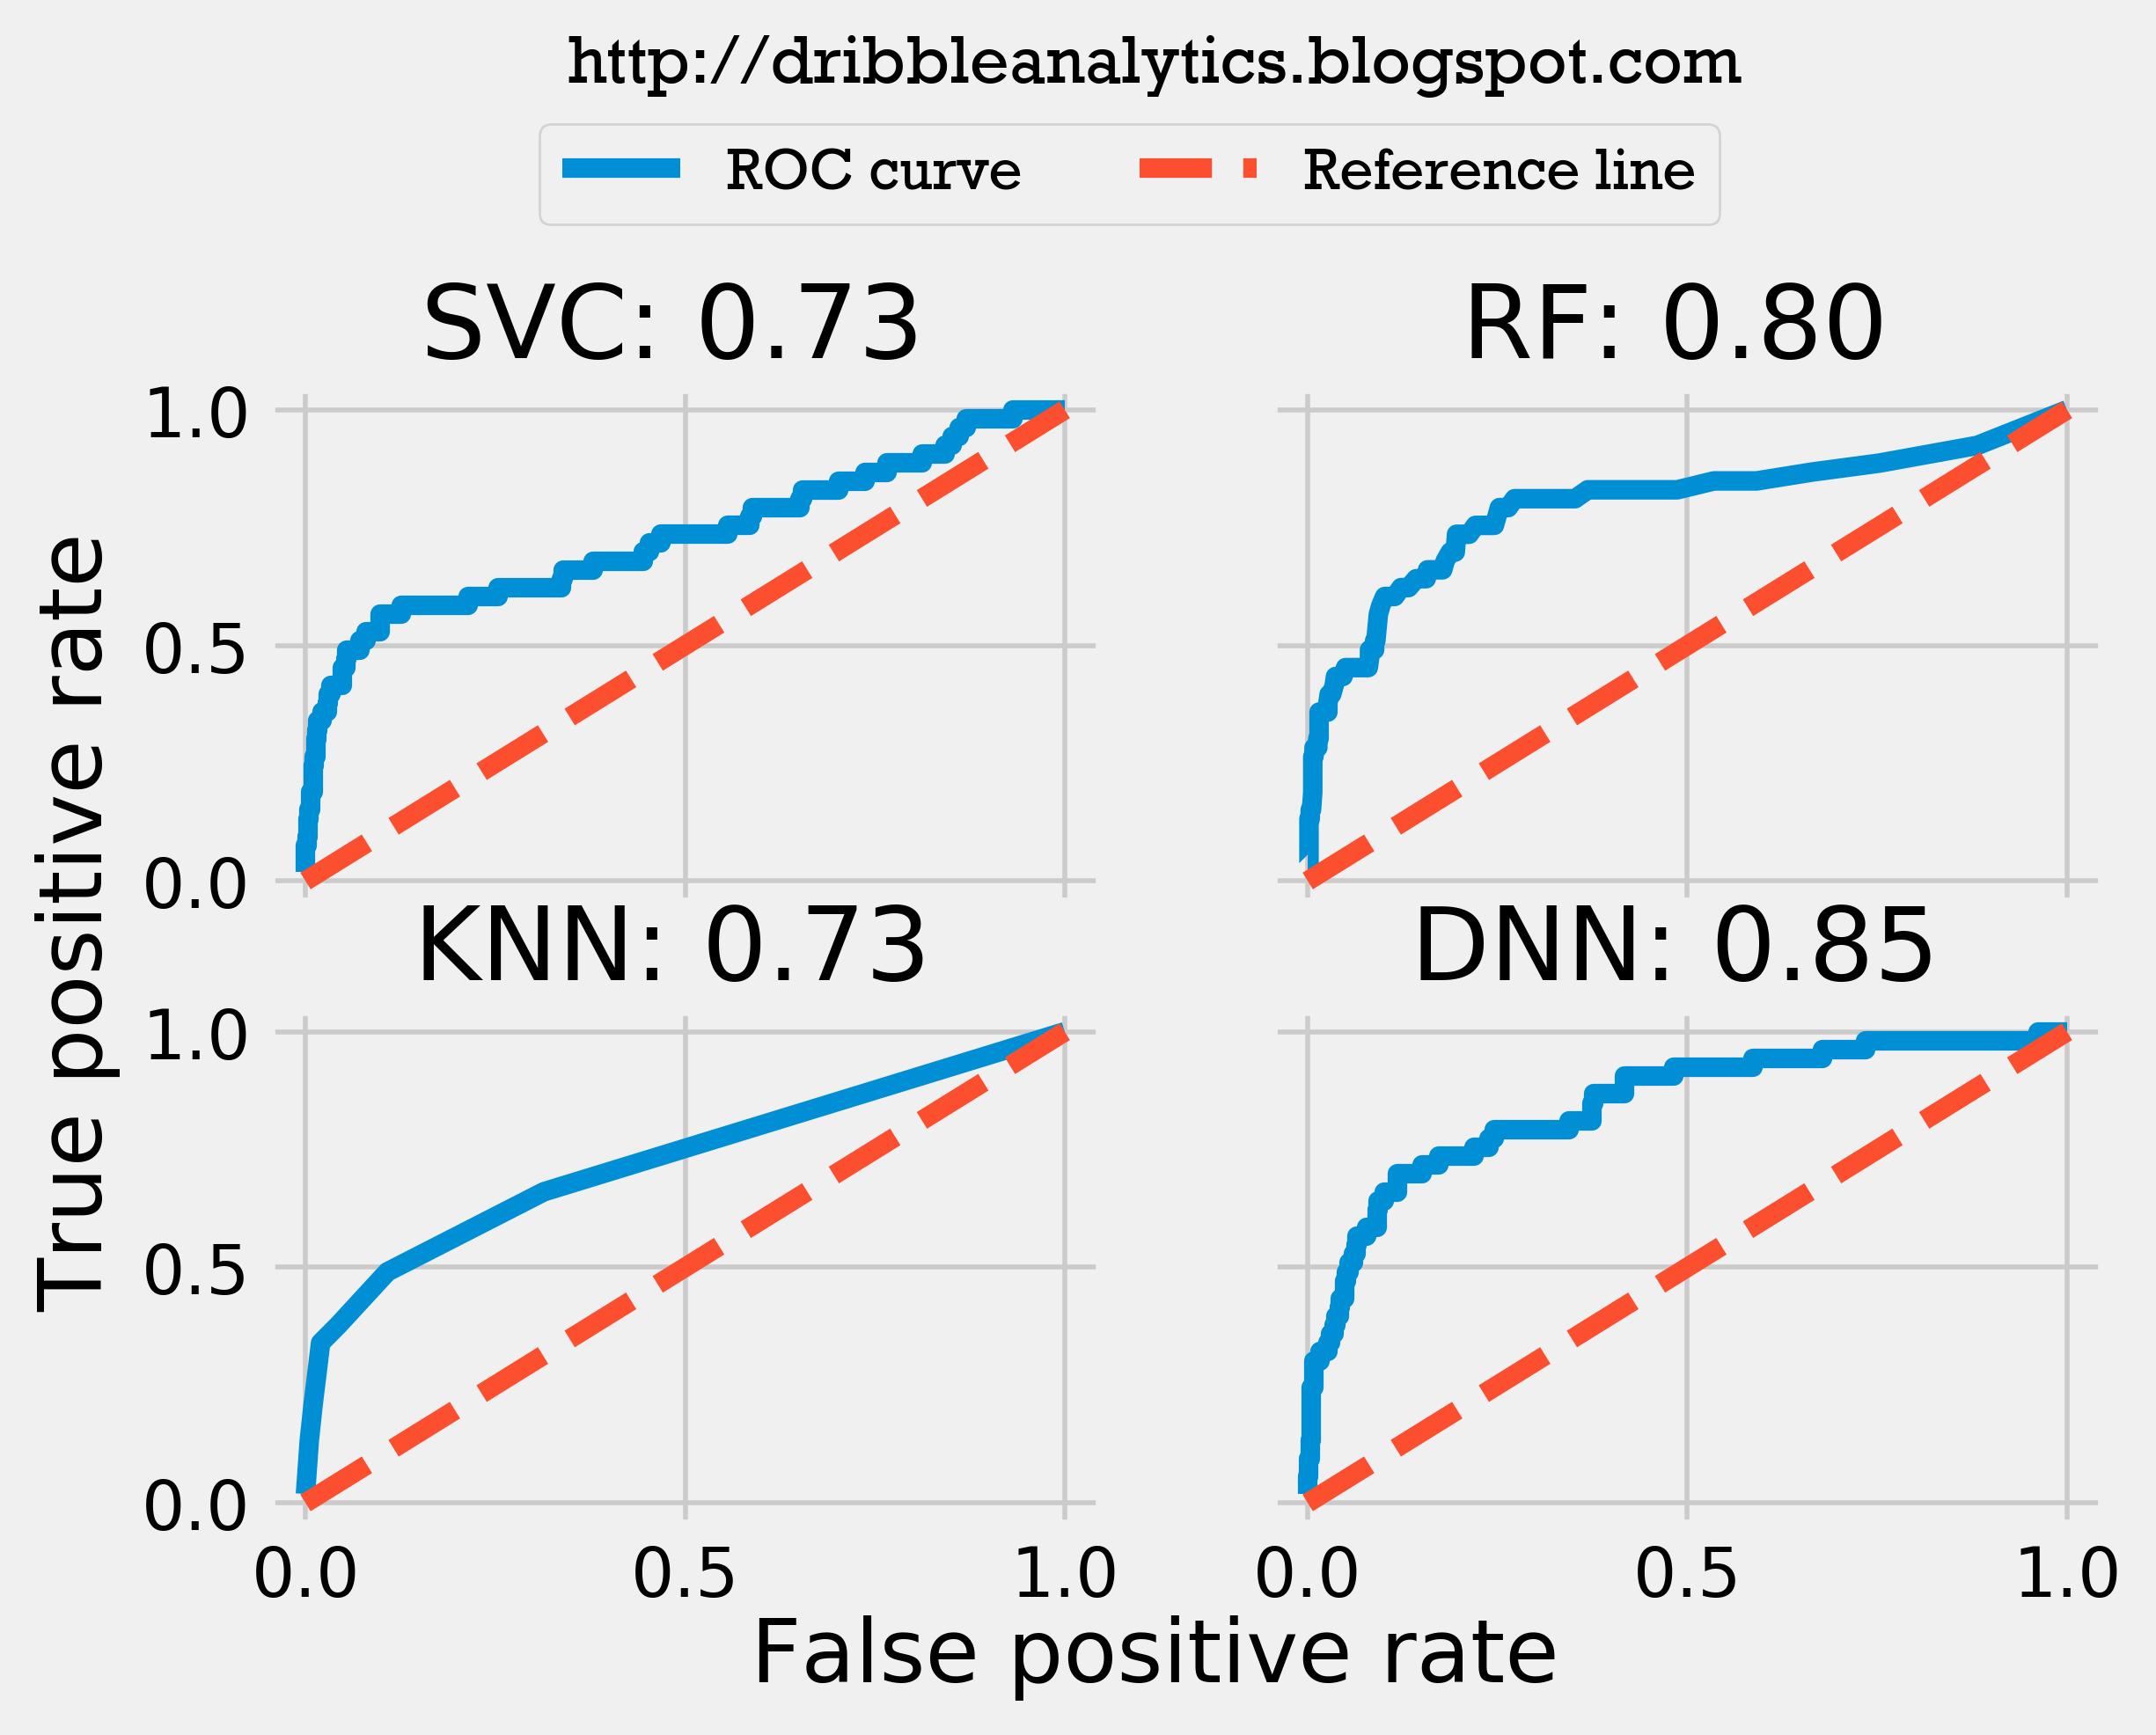 http://dribbleanalytics.blogspot.com
ROC curve Reference line
SVC: 0.73 RF: 0.80
1.0
0.5
0.0
True positive rate
KNN: 0.73 DNN: 0.85
1.0
0.5
0.0
0.0 0.5 1.0 0.0 0.5 1.0
False positive rate